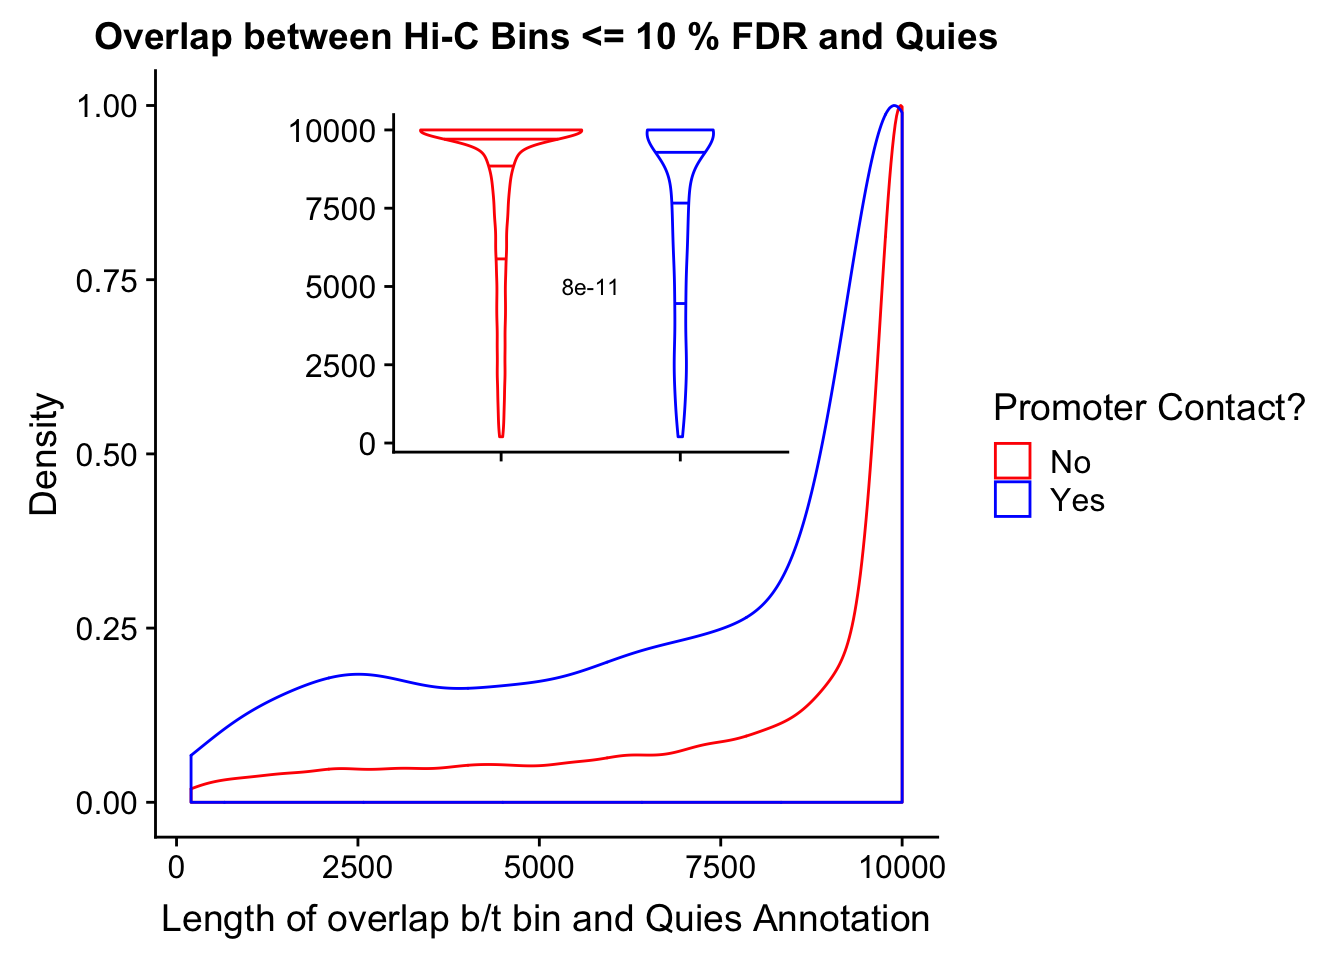 Overlap between Hi-C Bins <= 10 % FDR and Quies
1.00
0.75
0.50
0.25
0.00
Density
10000
7500
5000
2500
0
8e-11
Promoter Contact?
No
Yes
0 2500 5000 7500 10000
Length of overlap b/t bin and Quies Annotation